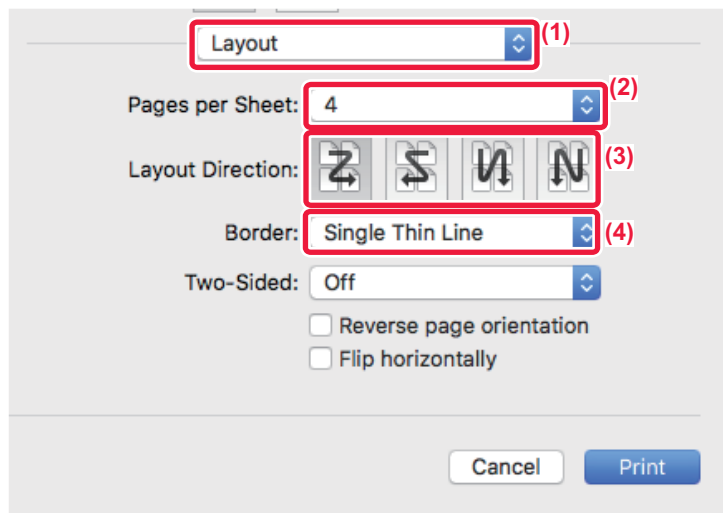 Layout (1)
Pages per Sheet: 4 (2)
Layout Direction: (3)
Border: Single Thin Line (4)
Two-Sided: Off
Reverse page orientation
Flip horizontally
Cancel Print